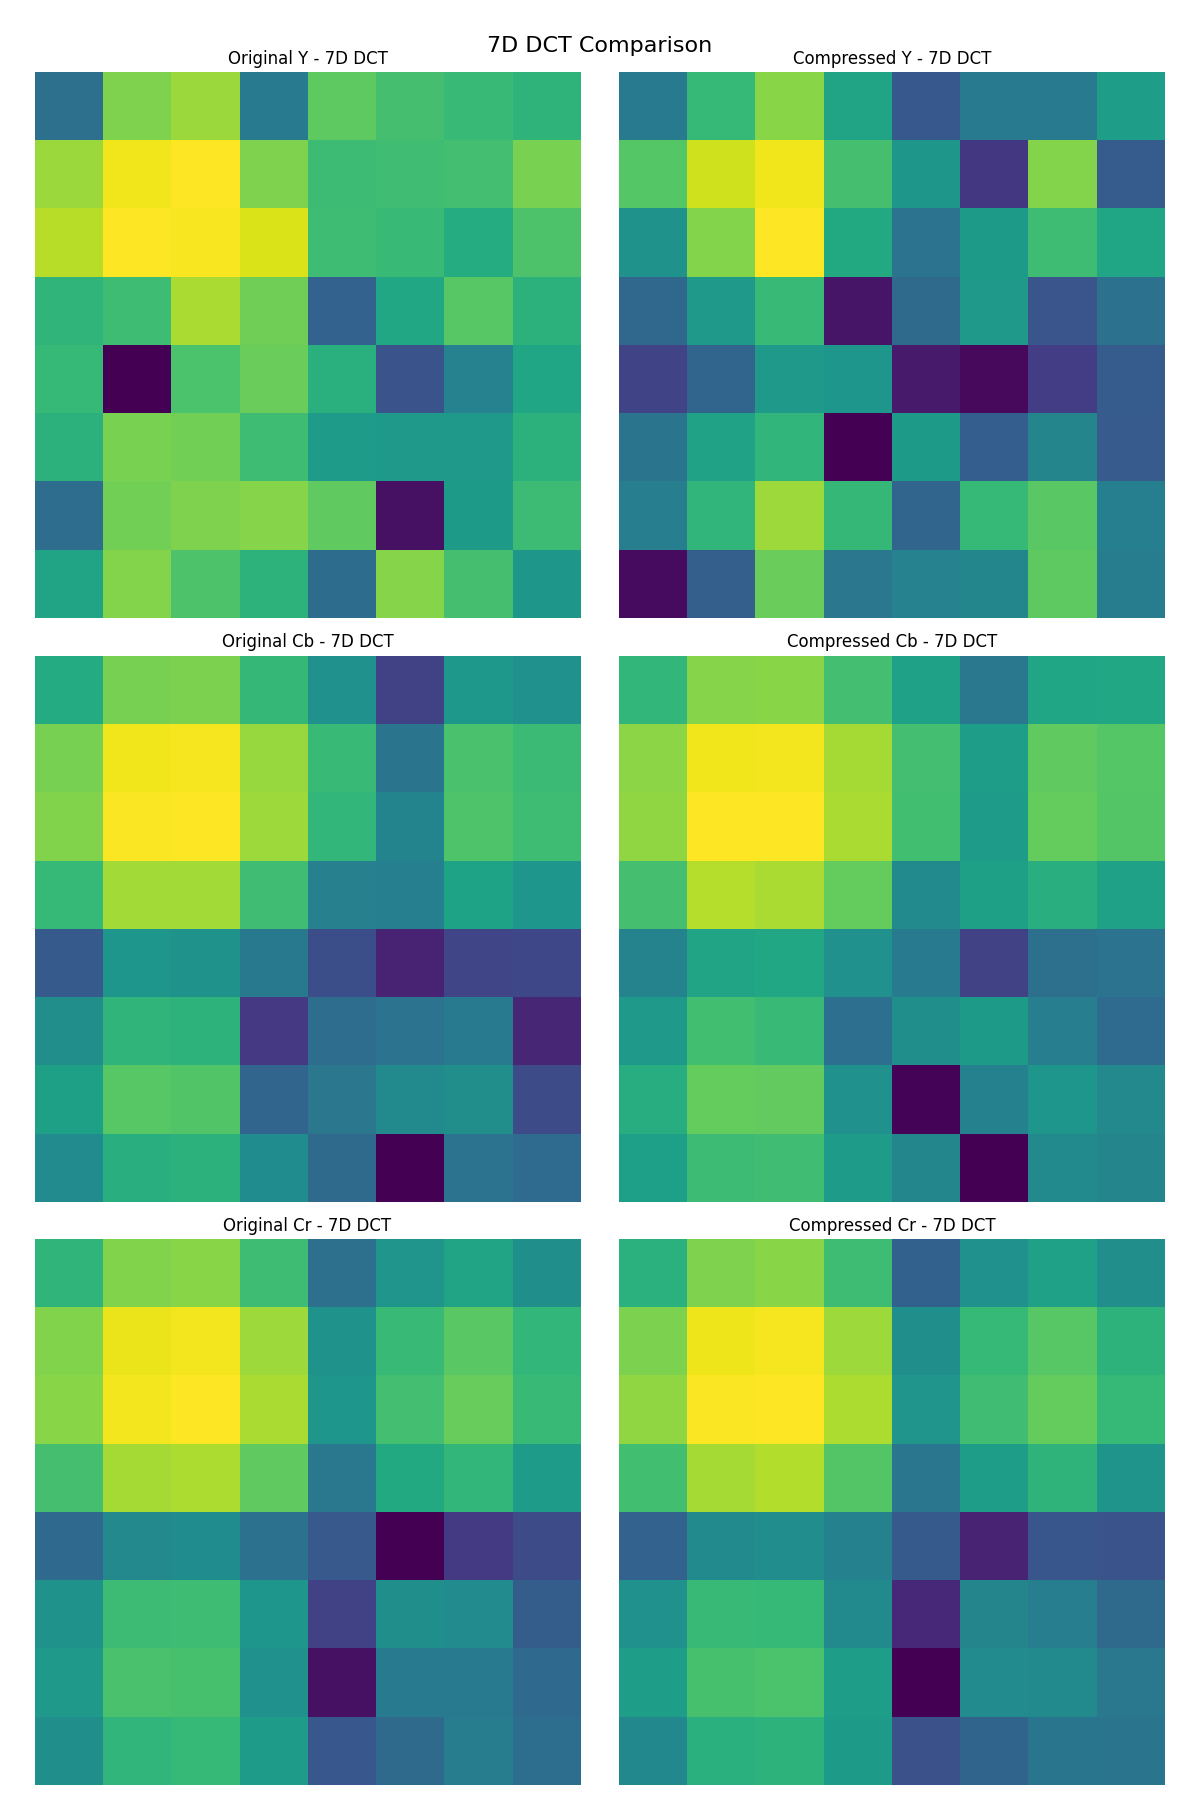 7D DCT Comparison
Original Y - 7D DCT
Compressed Y - 7D DCT
Original Cb - 7D DCT
Compressed Cb - 7D DCT
Original Cr - 7D DCT
Compressed Cr - 7D DCT